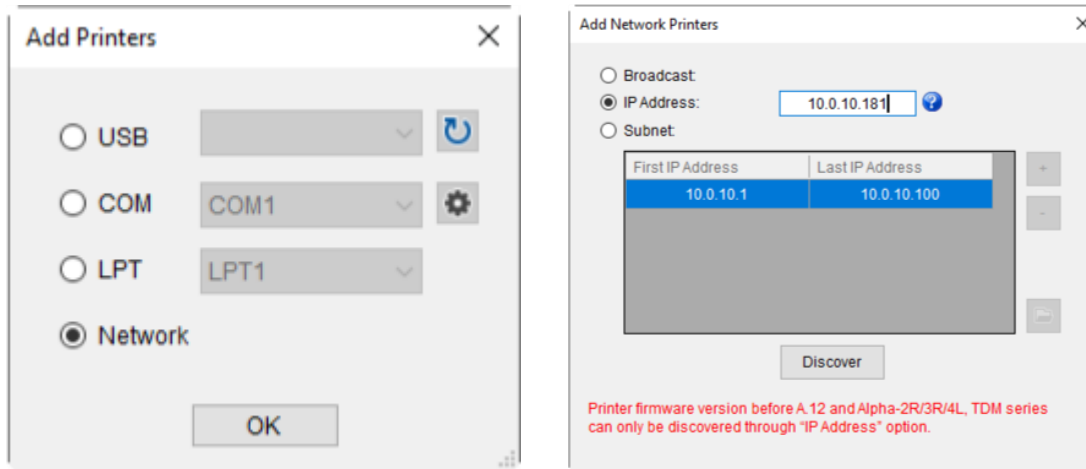 Add Printers
USB
COM
COM1
LPT
LPT1
Network
OK
Add Network Printers
Broadcast:
IP Address:
10.0.10.181
?
Subnet:
First IP Address
Last IP Address
10.0.10.1
10.0.10.100
+
-
Discover
Printer firmware version before A.12 and Alpha-2R/3R/4L, TDM series
can only be discovered through “IP Address” option.